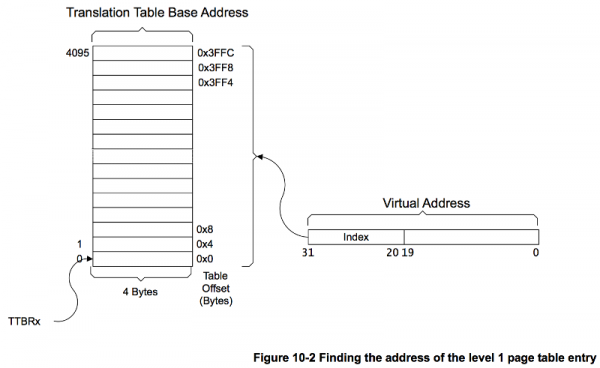 Translation Table Base Address
4095 0x3FFC
0x3FF8
0x3FF4
Virtual Address
0x8
Index
1 0x4
31 20 19 0
0 0x0
Table
4 Bytes Offset
(Bytes)
TTBRx
Figure 10-2 Finding the address of the level 1 page table entry